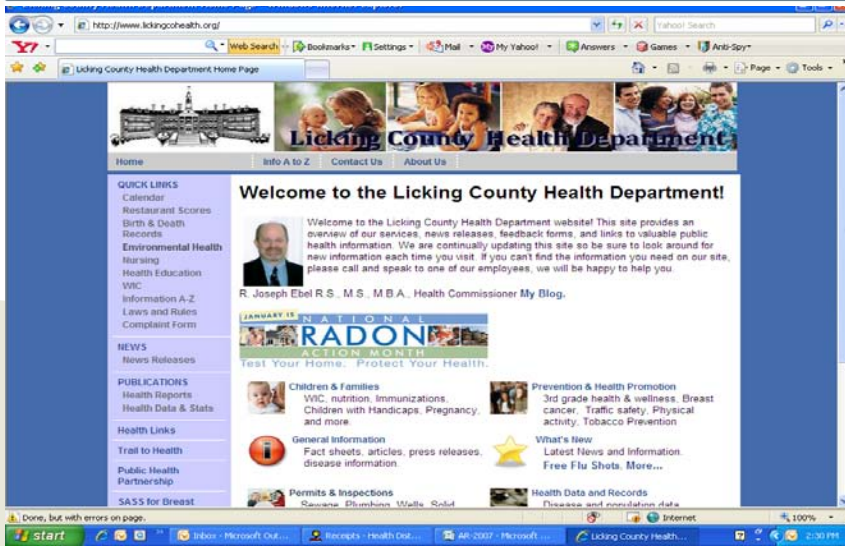 http://www.lickingcohealth.org/
Yahoo! Search
Web Search
Bookmarks
Settings
Mail
My Yahoo!
Answers
Games
Anti-Spy
Licking County Health Department Home Page
Page
Tools
Licking County Health Department
Home
Info A to Z
Contact Us
About Us
QUICK LINKS
Calendar
Restaurant Scores
Birth & Death
Records
Environmental Health
Nursing
Health Education
WIC
Information A-Z
Laws and Rules
Complaint Form
NEWS
News Releases
PUBLICATIONS
Health Reports
Health Data & Stats
Health Links
Trail to Health
Public Health
Partnership
SASS for Breast
Welcome to the Licking County Health Department!
Welcome to the Licking County Health Department website! This site provides an
overview of our services, news releases, feedback forms, and links to valuable public
health information. We are continually updating this site so be sure to look around for
new information each time you visit. If you can't find the information you need on our site,
please call and speak to one of our employees, we will be happy to help you.
R. Joseph Ebel R.S., M.S., M.B.A., Health Commissioner My Blog.
JANUARY IS
NATIONAL
RADON
ACTION MONTH
Test Your Home. Protect Your Health.
Children & Families
WIC, nutrition, Immunizations,
Children with Handicaps, Pregnancy,
and more.
Prevention & Health Promotion
3rd grade health & wellness, Breast
cancer, Traffic safety, Physical
activity, Tobacco Prevention
General Information
Fact sheets, articles, press releases,
disease information.
What's New
Latest News and Information.
Free Flu Shots. More...
Permits & Inspections
Sewage, Plumbing, Wells, Solid
Health Data and Records
Disease and population data
Done, but with errors on page.
Internet
100%
start
Inbox - Microsoft Out...
Receipts - Health Dist...
AR-2007 - Microsoft ...
Licking County Health...
2:30 PM